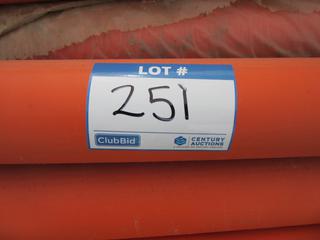 LOT #
251
ClubBid
CENTURY
AUCTIONS